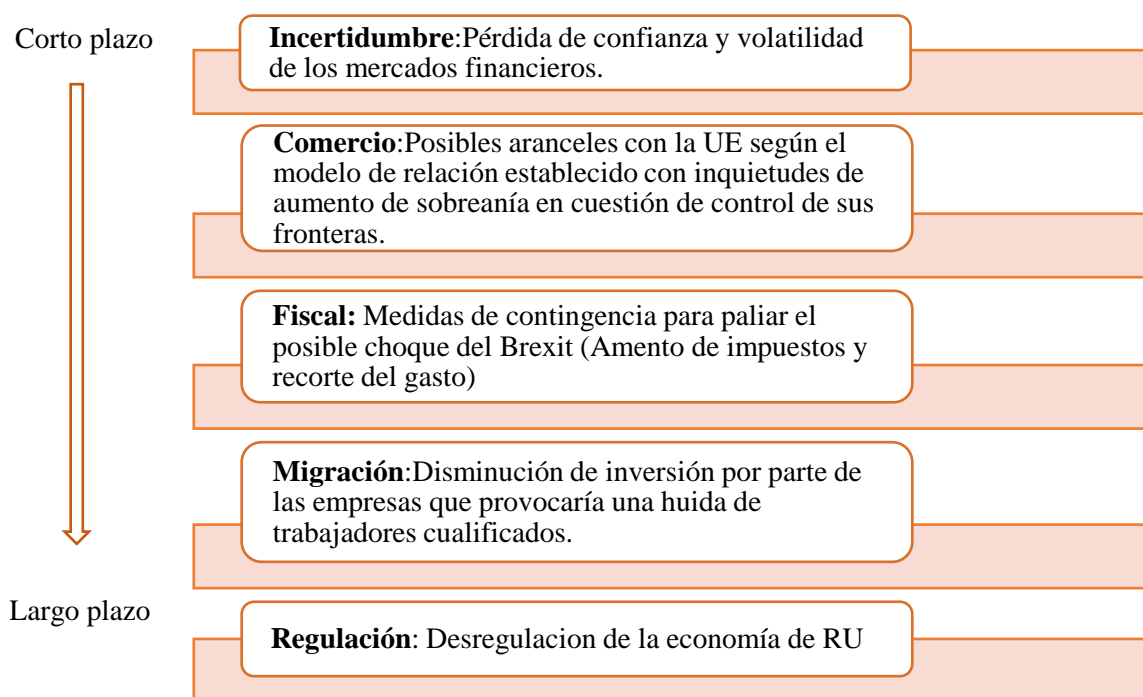 Corto plazo
Incertidumbre:Pérdida de confianza y volatilidad
de los mercados financieros.
Comercio:Posibles aranceles con la UE según el
modelo de relación establecido con inquietudes de
aumento de sobreanía en cuestión de control de sus
fronteras.
Fiscal: Medidas de contingencia para paliar el
posible choque del Brexit (Amento de impuestos y
recorte del gasto)
Migración:Disminución de inversión por parte de
las empresas que provocaría una huida de
trabajadores cualificados.
Largo plazo
Regulación: Desregulacion de la economía de RU